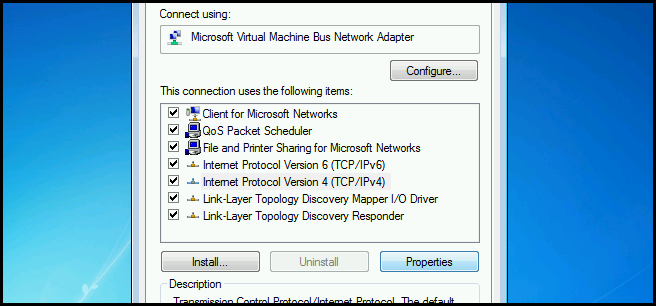 Connect using:
Microsoft Virtual Machine Bus Network Adapter
Configure...
This connection uses the following items:
Client for Microsoft Networks
QoS Packet Scheduler
File and Printer Sharing for Microsoft Networks
Internet Protocol Version 6 (TCP/IPv6)
Internet Protocol Version 4 (TCP/IPv4)
Link-Layer Topology Discovery Mapper I/O Driver
Link-Layer Topology Discovery Responder
Install... Uninstall Properties
Description
Transmission Control Protocol/Internet Protocol. The default